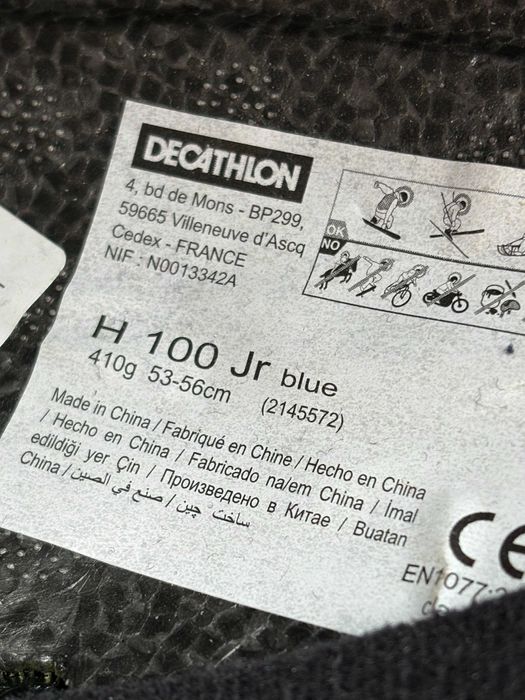 DECATHLON
4, bd de Mons - BP299,
59665 Villeneuve d'Ascq
Cedex - FRANCE
NIF : N0013342A
OK
NO
H 100 Jr blue
410g 53-56cm (2145572)
Made in China / Fabriqué en Chine / Hecho en China
/ Hecho en China / Fabricado na/em China / İmal
edildiği yer Çin / Произведено в Китае / Buatan
China / صنع في الصين / ساخت چین
CE
EN1077: